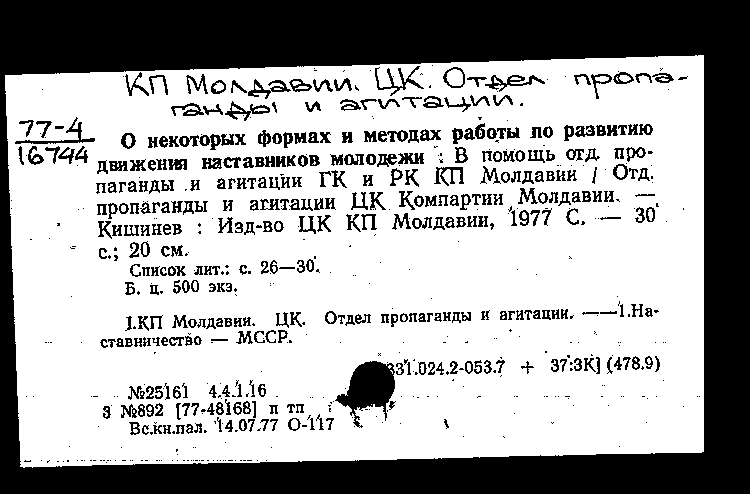 КП Молдавии. ЦК. Отдел пропа-
ганды и агитации.
77-4
16744
О некоторых формах и методах работы по развитию
движения наставников молодежи : В помощь отд. про-
паганды и агитации ГК и РК КП Молдавии / Отд.
пропаганды и агитации ЦК Компартии Молдавии. —
Кишинев : Изд-во ЦК КП Молдавии, 1977 С. — 30
с.; 20 см.
Список лит.: с. 26—30.
Б. ц. 500 экз.
1.КП Молдавии. ЦК. Отдел пропаганды и агитации. ——1.На-
ставничество — МССР.
331.024.2-053.7 + 37:3К] (478.9)
№25161 4.4.1.16
З №892 [77-48168] п тп
Вс.кн.пал. 14.07.77 О-117